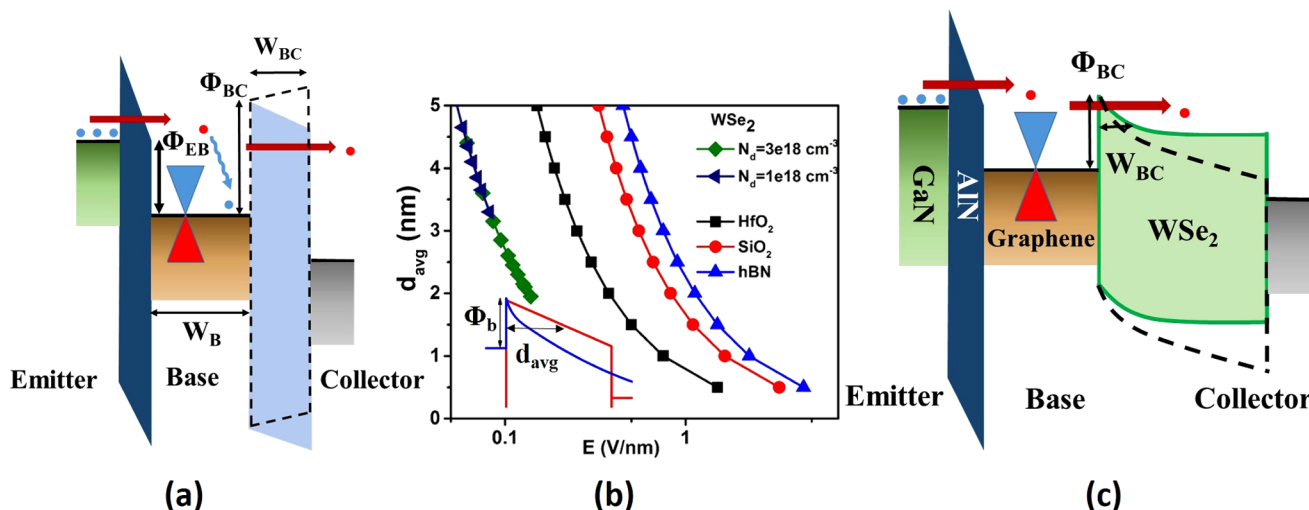 W_BC
Φ_BC
Φ_EB
W_B
Emitter
Base
Collector
(a)
d_avg (nm)
5
4
3
2
1
0
0.1
1
E (V/nm)
WSe₂
N_d=3e18 cm⁻³
N_d=1e18 cm⁻³
HfO₂
SiO₂
hBN
Φ_b
d_avg
(b)
Φ_BC
W_BC
GaN
AlN
Graphene
WSe₂
Emitter
Base
Collector
(c)